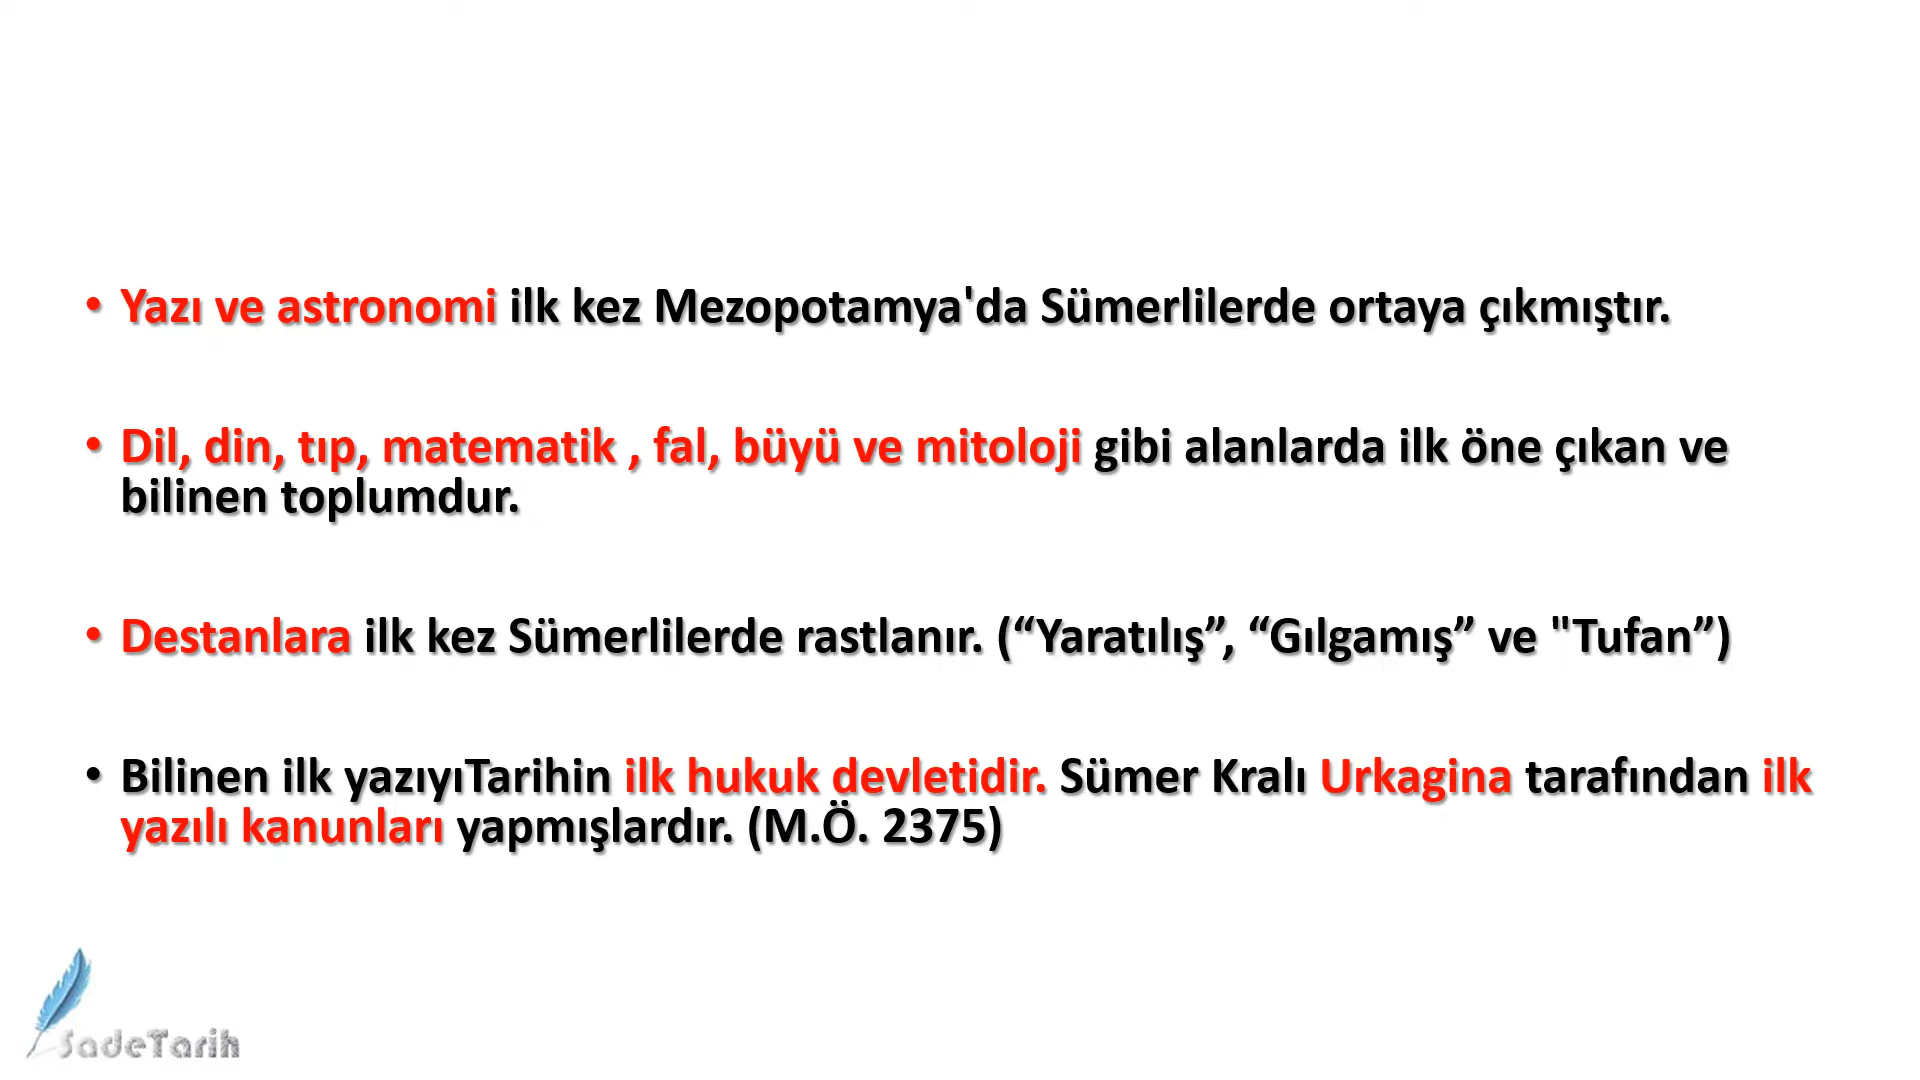 • Yazı ve astronomi ilk kez Mezopotamya'da Sümerlilerde ortaya çıkmıştır.
• Dil, din, tıp, matematik , fal, büyü ve mitoloji gibi alanlarda ilk öne çıkan ve
bilinen toplumdur.
• Destanlara ilk kez Sümerlilerde rastlanır. (“Yaratılış”, “Gılgamış” ve "Tufan”)
• Bilinen ilk yazıyıTarihin ilk hukuk devletidir. Sümer Kralı Urkagina tarafından ilk
yazılı kanunları yapmışlardır. (M.Ö. 2375)
SadeTarih